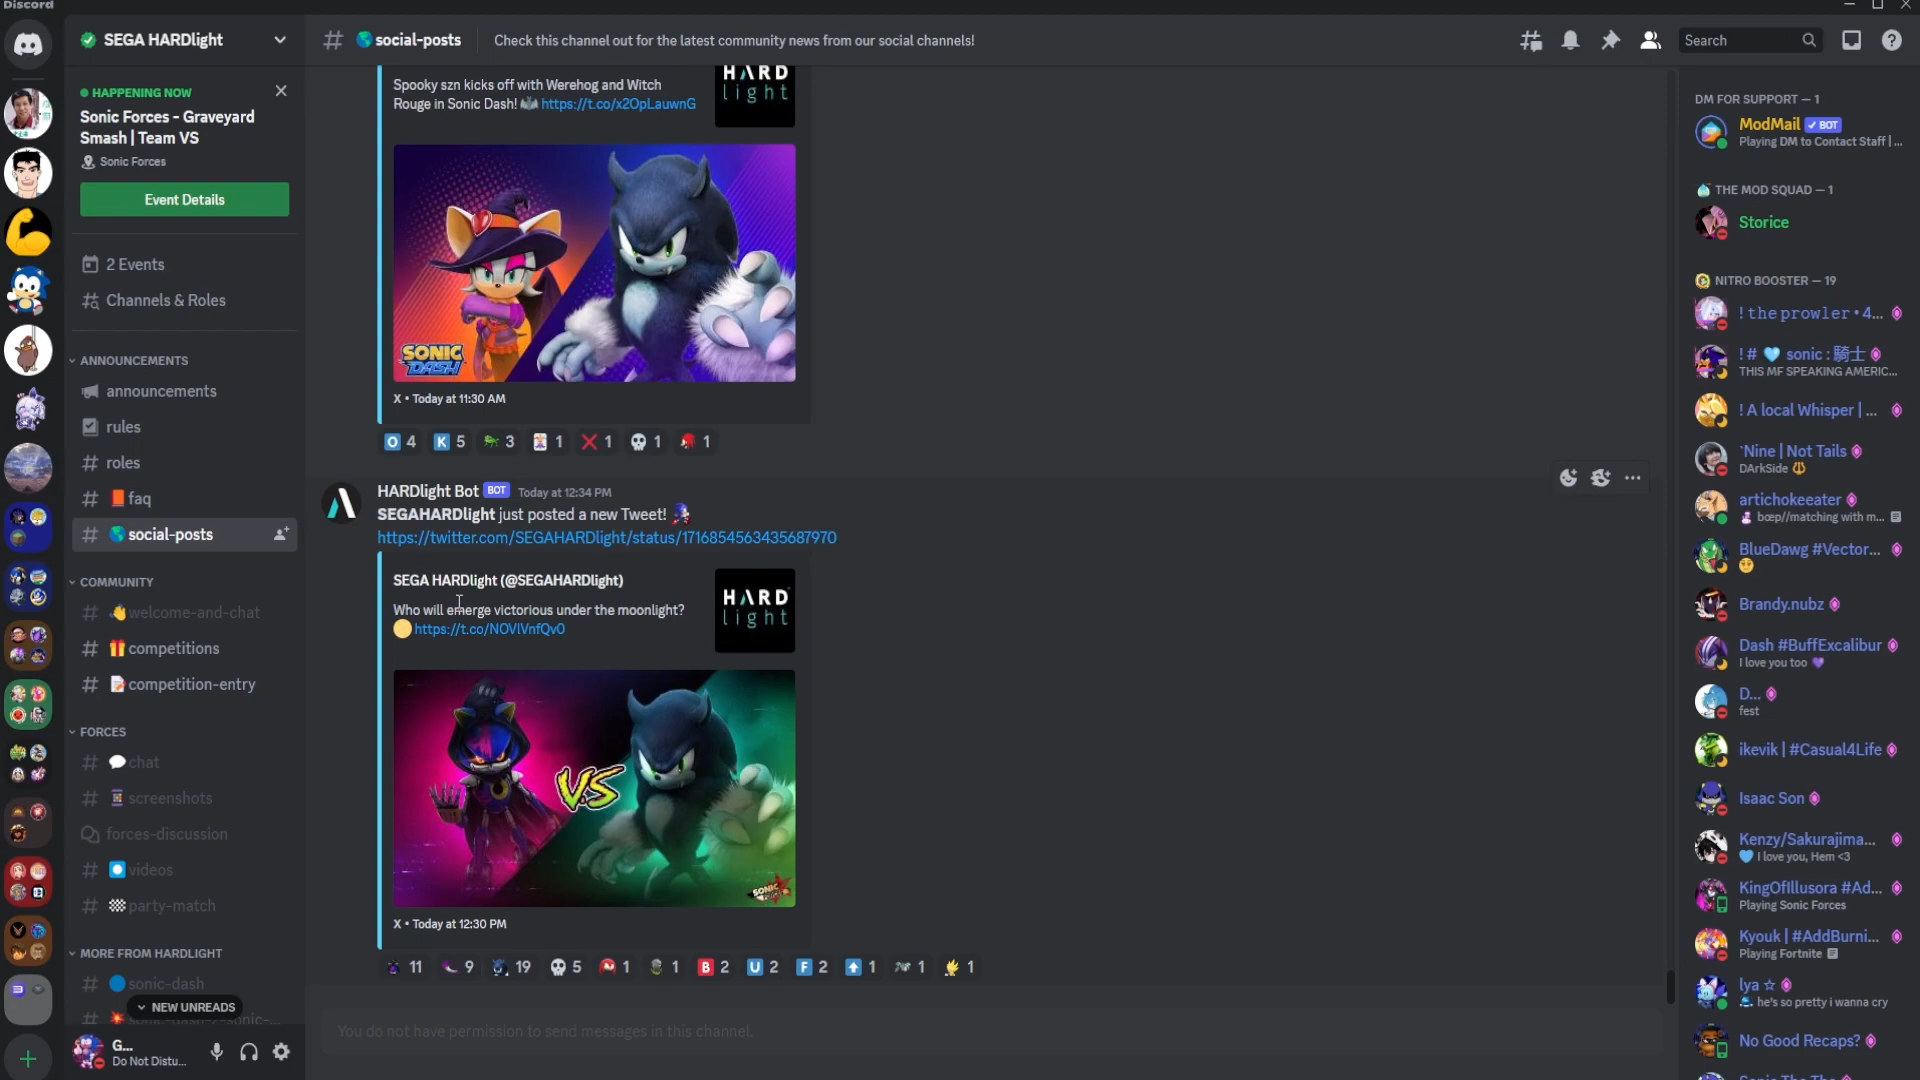 Discord
SEGA HARDlight
HAPPENING NOW
Sonic Forces - Graveyard
Smash | Team VS
Sonic Forces
Event Details
2 Events
Channels & Roles
ANNOUNCEMENTS
announcements
rules
roles
faq
social-posts
COMMUNITY
welcome-and-chat
competitions
competition-entry
FORCES
chat
screenshots
forces-discussion
videos
party-match
MORE FROM HARDLIGHT
sonic-dash
NEW UNREADS
G...
Do Not Distu...
social-posts
Check this channel out for the latest community news from our social channels!
Search
Spooky szn kicks off with Werehog and Witch
Rouge in Sonic Dash! https://t.co/x2OpLauwnG
HARD
light
SONIC
DASH
X • Today at 11:30 AM
4 5 3 1 1 1 1
HARDlight Bot BOT Today at 12:34 PM
SEGAHARDlight just posted a new Tweet!
https://twitter.com/SEGAHARDlight/status/1716854563435687970
SEGA HARDlight (@SEGAHARDlight)
Who will emerge victorious under the moonlight?
https://t.co/NOVlVnfQv0
HARD
light
VS
SONIC
X • Today at 12:30 PM
11 9 19 5 1 1 B 2 U 2 F 2 1 1 1
You do not have permission to send messages in this channel.
DM FOR SUPPORT — 1
ModMail BOT
Playing DM to Contact Staff | ...
THE MOD SQUAD — 1
Storice
NITRO BOOSTER — 19
! the prowler • 4...
! # sonic : 騎士
THIS MF SPEAKING AMERIC...
! A local Whisper | ...
`Nine | Not Tails
DArkSide
artichokeeater
bœp//matching with m...
BlueDawg #Vector...
Brandy.nubz
Dash #BuffExcalibur
I love you too
D...
fest
ikevik | #Casual4Life
Isaac Son
Kenzy/Sakurajima...
I love you, Hem <3
KingOfIllusora #Ad...
Playing Sonic Forces
Kyouk | #AddBurni...
Playing Fortnite
lya ☆
he's so pretty i wanna cry
No Good Recaps?